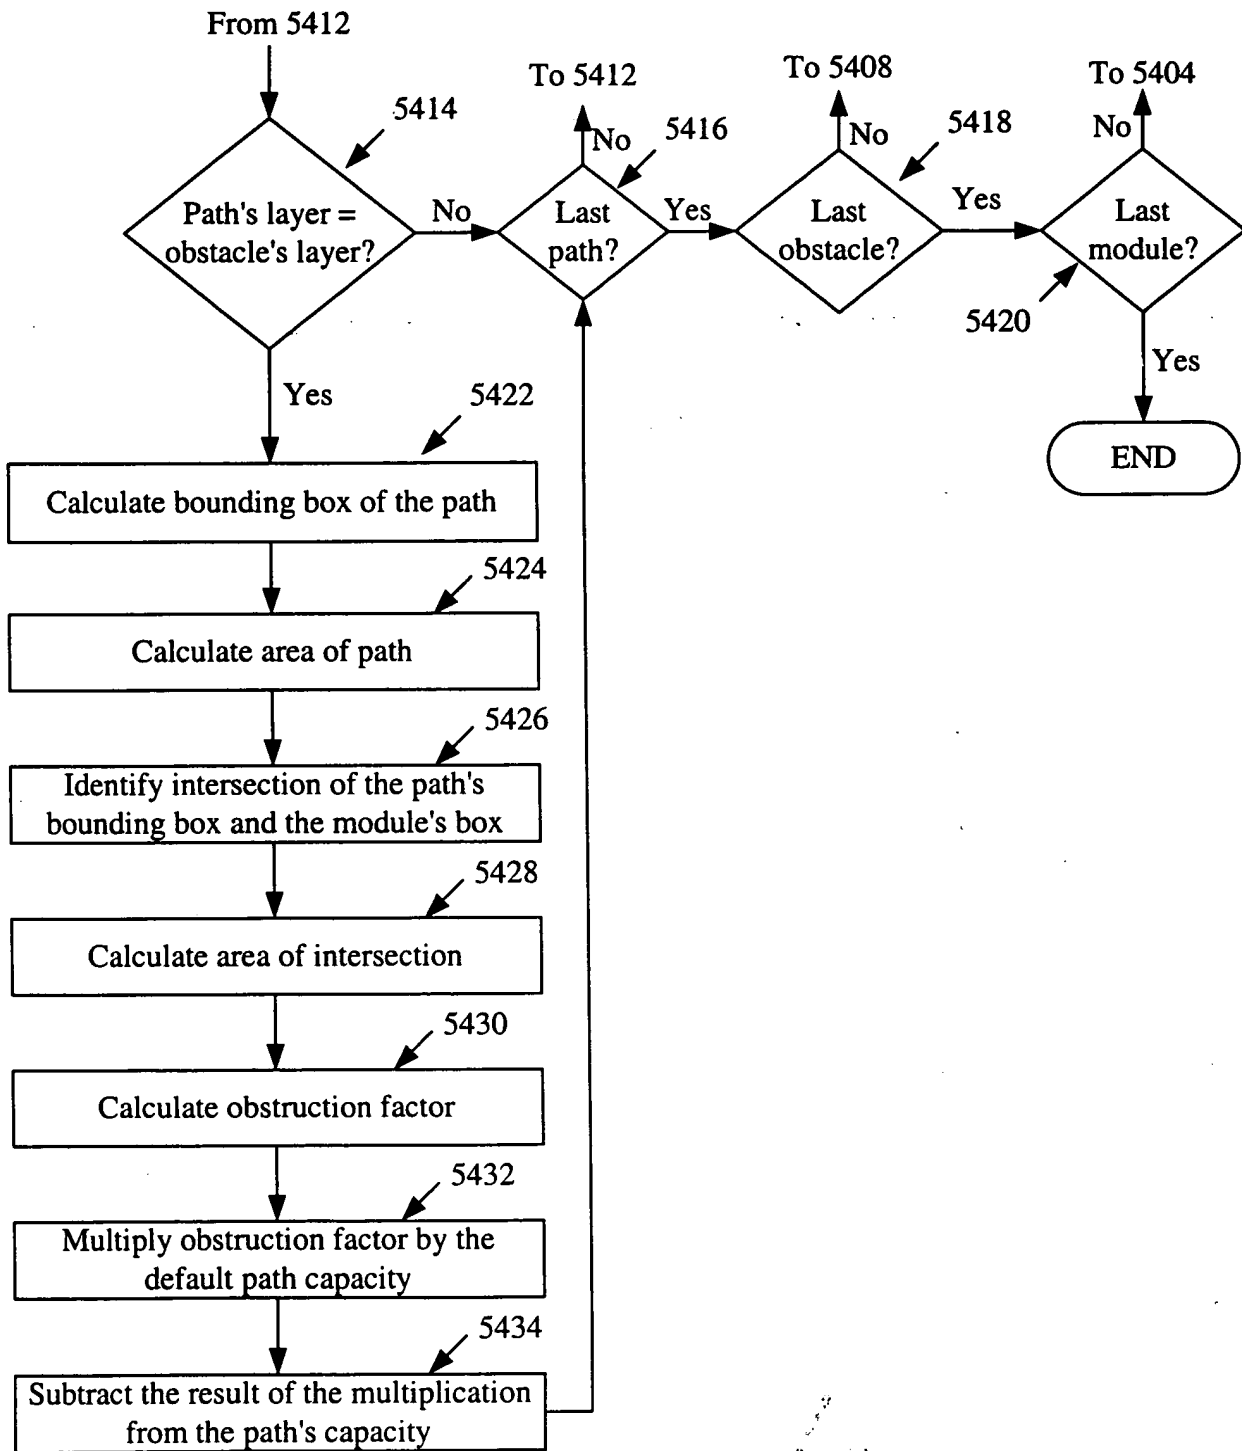 From 5412
To 5412
To 5408
To 5404
5414
No
5416
No
5418
No
Path's layer =
obstacle's layer?
No
Last
path?
Yes
Last
obstacle?
Yes
Last
module?
5420
Yes
Yes
END
5422
Calculate bounding box of the path
5424
Calculate area of path
5426
Identify intersection of the path's
bounding box and the module's box
5428
Calculate area of intersection
5430
Calculate obstruction factor
5432
Multiply obstruction factor by the
default path capacity
5434
Subtract the result of the multiplication
from the path's capacity